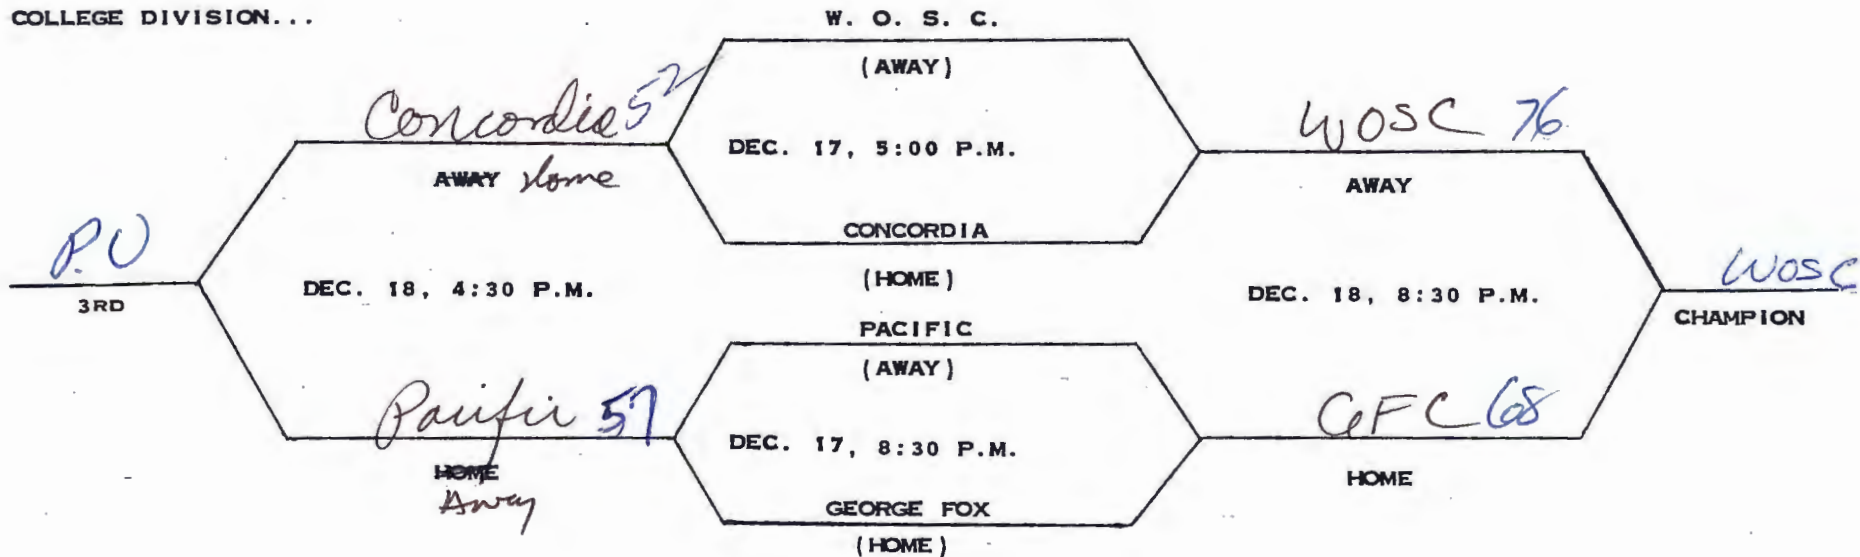 COLLEGE DIVISION...
W. O. S. C.
(AWAY)
Concordia 52
DEC. 17, 5:00 P.M.
WOSC 76
AWAY Home
AWAY
CONCORDIA
(HOME)
P.U
3RD
DEC. 18, 4:30 P.M.
DEC. 18, 8:30 P.M.
WOSC
CHAMPION
PACIFIC
(AWAY)
Pacific 57
DEC. 17, 8:30 P.M.
GFC 68
HOME
Away
HOME
GEORGE FOX
(HOME)